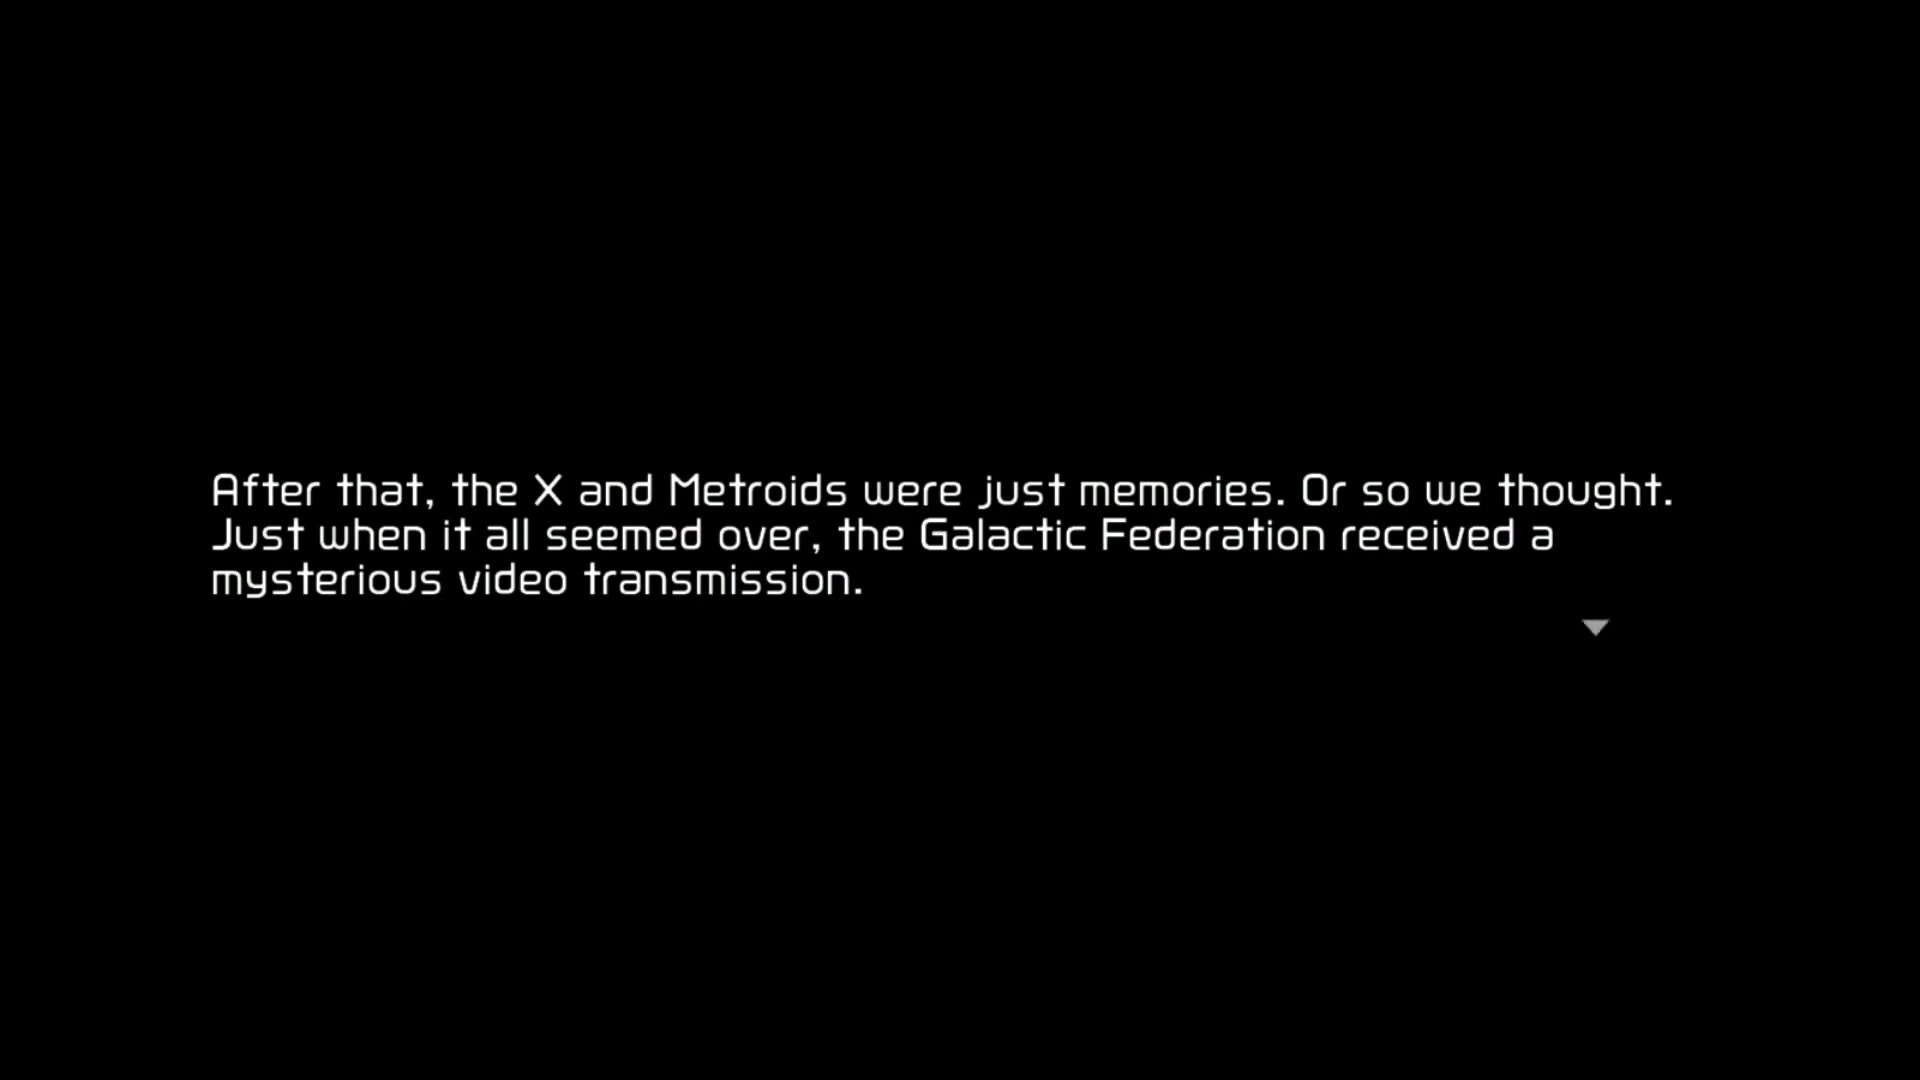 After that, the X and Metroids were just memories. Or so we thought.
Just when it all seemed over, the Galactic Federation received a
mysterious video transmission.